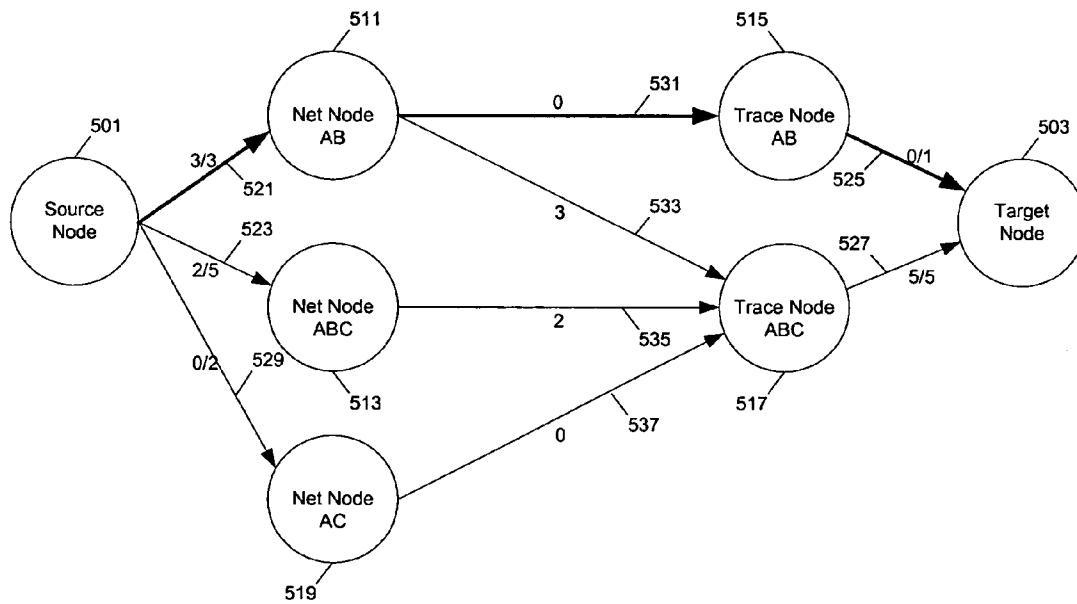 511
515
501
Net Node
AB
0
531
Trace Node
AB
503
3/3
521
0/1
525
Source
Node
523
3
533
527
Target
Node
2/5
5/5
Net Node
ABC
2
535
Trace Node
ABC
0/2
529
513
517
0
537
Net Node
AC
519